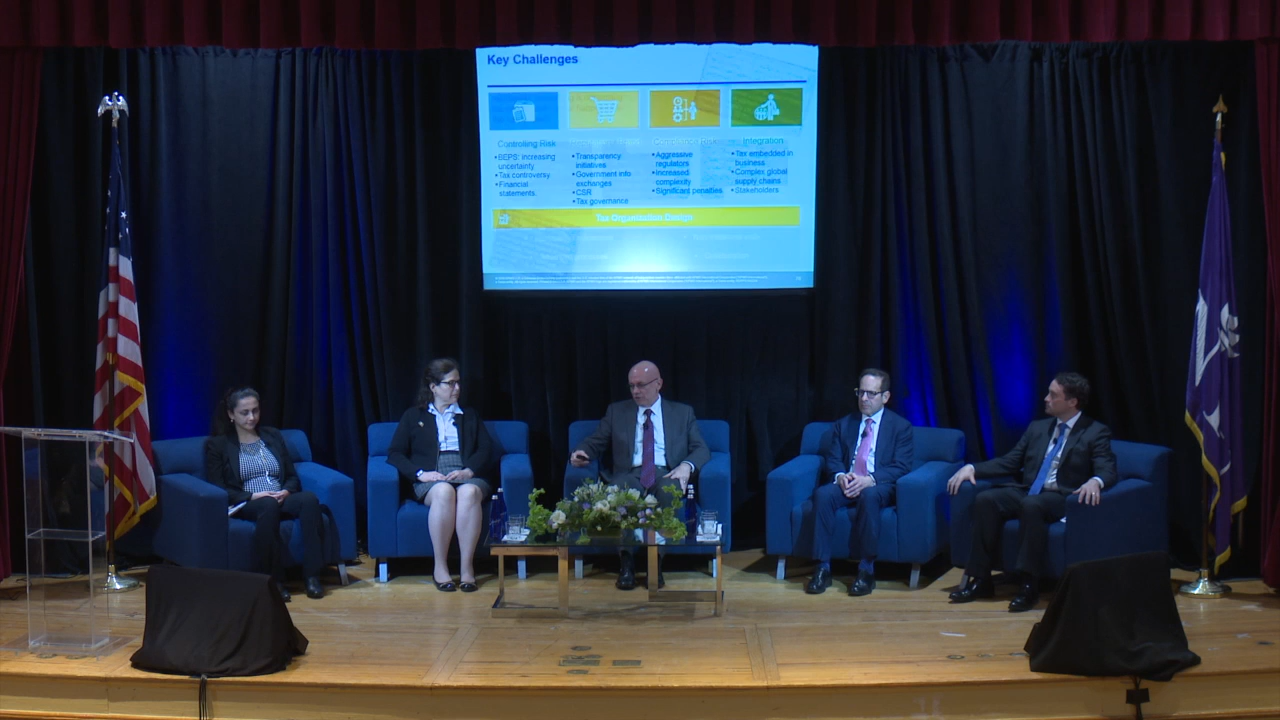 Key Challenges
Controlling Risk
Integration
• BEPS: increasing
uncertainty
• Tax controversy
• Financial
statements.
• Transparency
initiatives
• Government info
exchanges
• CSR
• Tax governance
• Aggressive
regulators
• Increased
complexity
• Significant penalties
• Tax embedded in
business
• Complex global
supply chains
• Stakeholders
Tax Organization Design